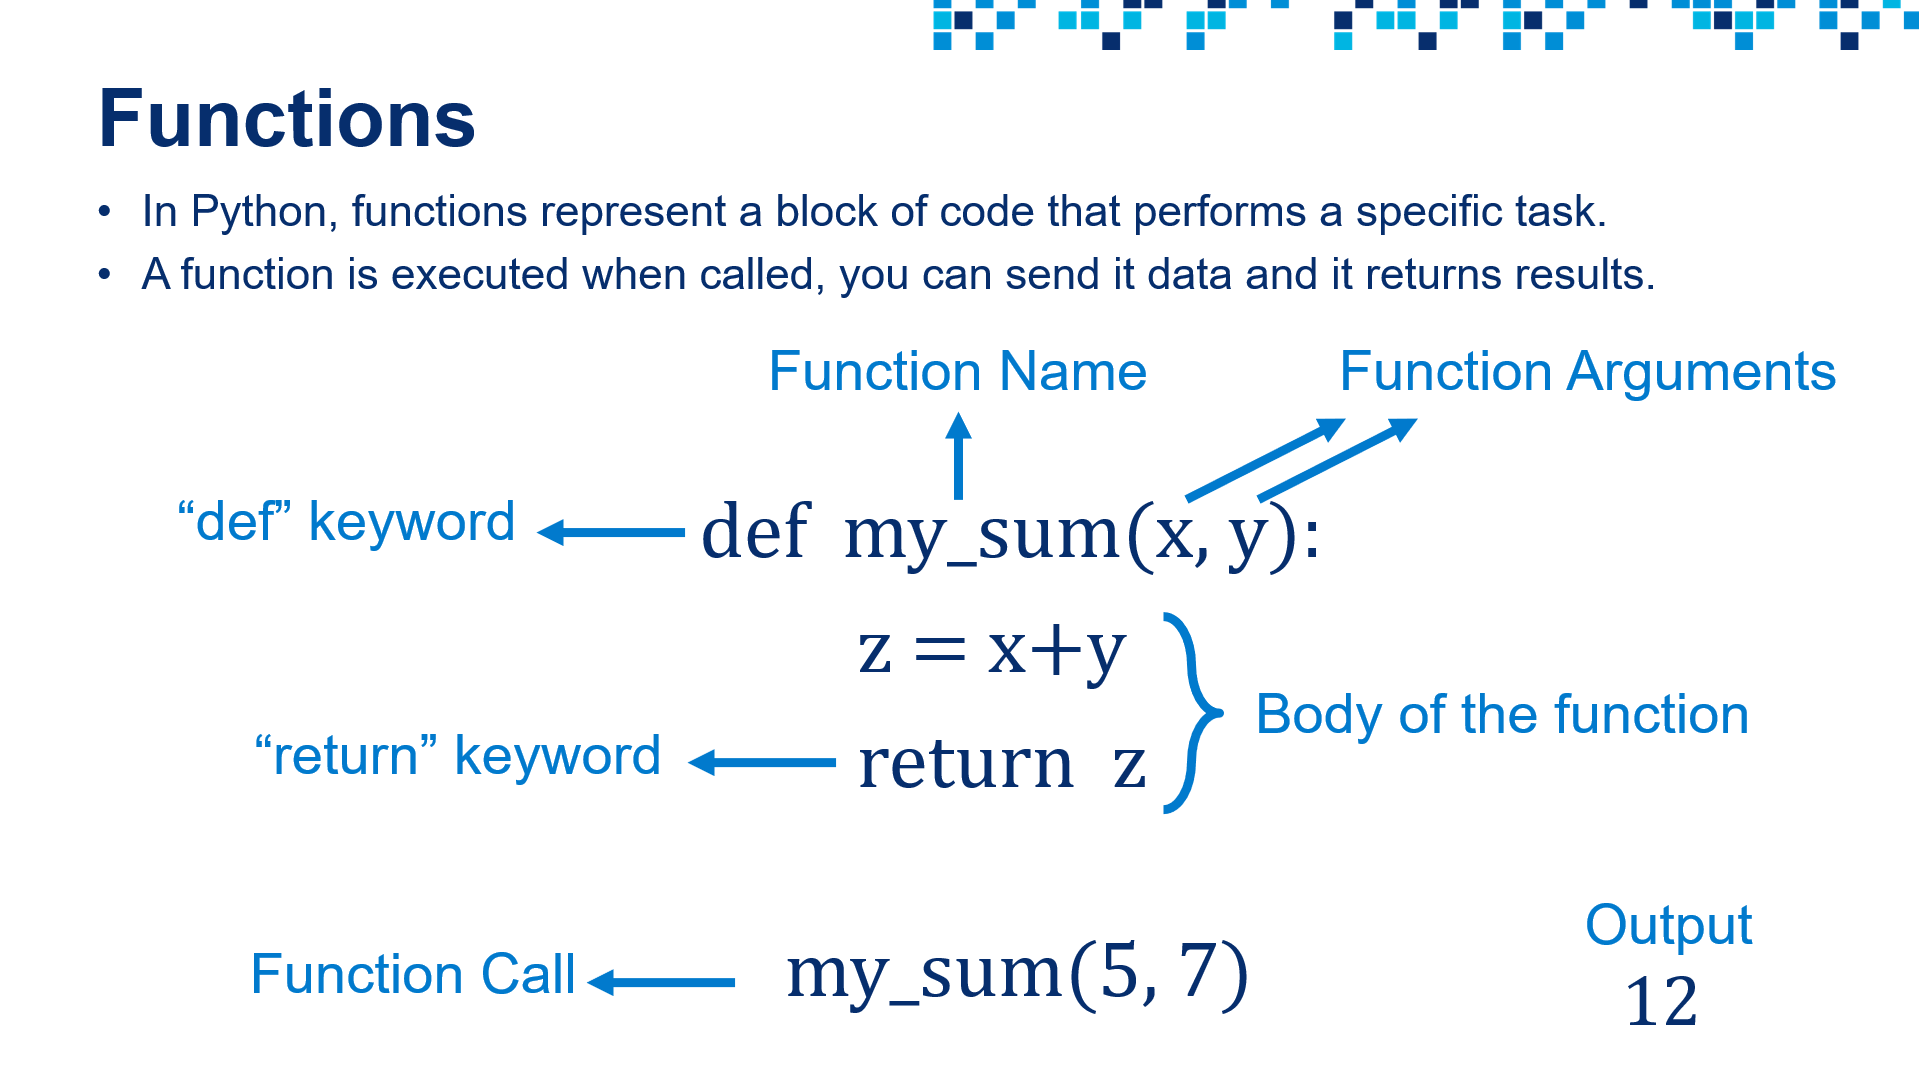 Functions
• In Python, functions represent a block of code that performs a specific task.
• A function is executed when called, you can send it data and it returns results.
Function Name
Function Arguments
“def” keyword
def my_sum(x, y):
z = x+y
Body of the function
“return” keyword
return z
Function Call
my_sum(5, 7)
Output
12